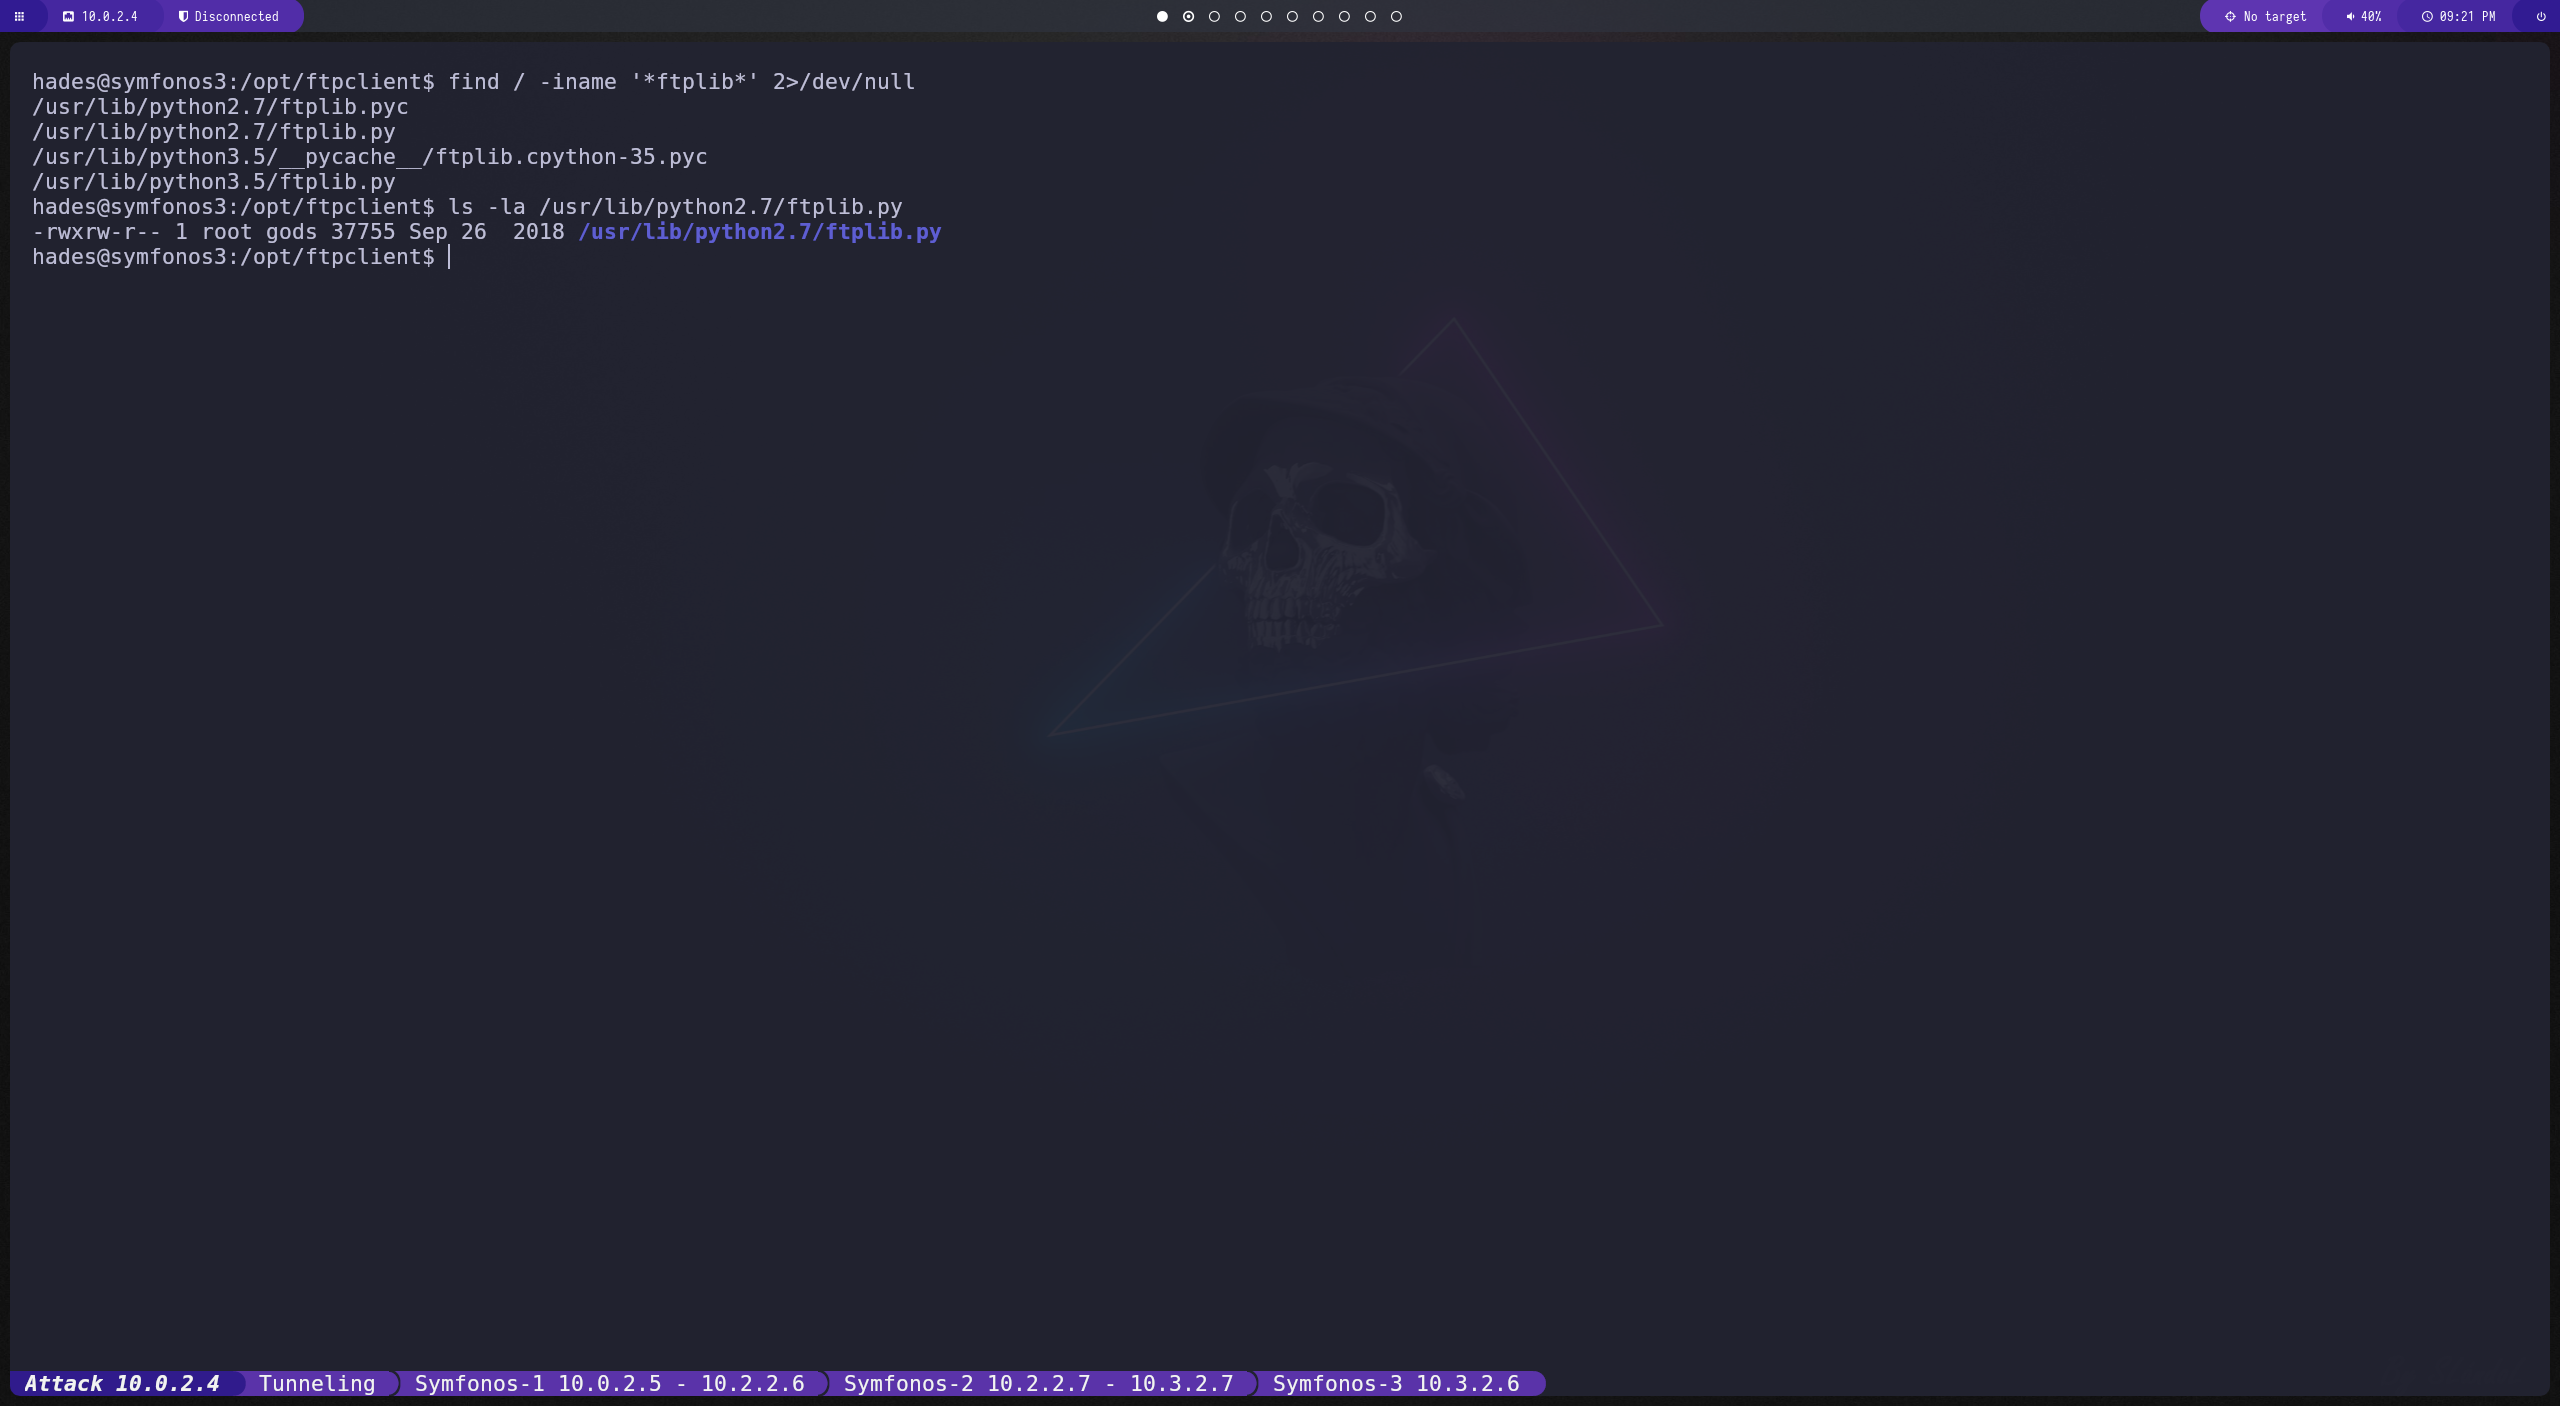 10.0.2.4 Disconnected No target 40% 09:21 PM
hades@symfonos3:/opt/ftpclient$ find / -iname '*ftplib*' 2>/dev/null
/usr/lib/python2.7/ftplib.pyc
/usr/lib/python2.7/ftplib.py
/usr/lib/python3.5/__pycache__/ftplib.cpython-35.pyc
/usr/lib/python3.5/ftplib.py
hades@symfonos3:/opt/ftpclient$ ls -la /usr/lib/python2.7/ftplib.py
-rwxrw-r-- 1 root gods 37755 Sep 26  2018 /usr/lib/python2.7/ftplib.py
hades@symfonos3:/opt/ftpclient$
Attack 10.0.2.4 Tunneling Symfonos-1 10.0.2.5 - 10.2.2.6 Symfonos-2 10.2.2.7 - 10.3.2.7 Symfonos-3 10.3.2.6